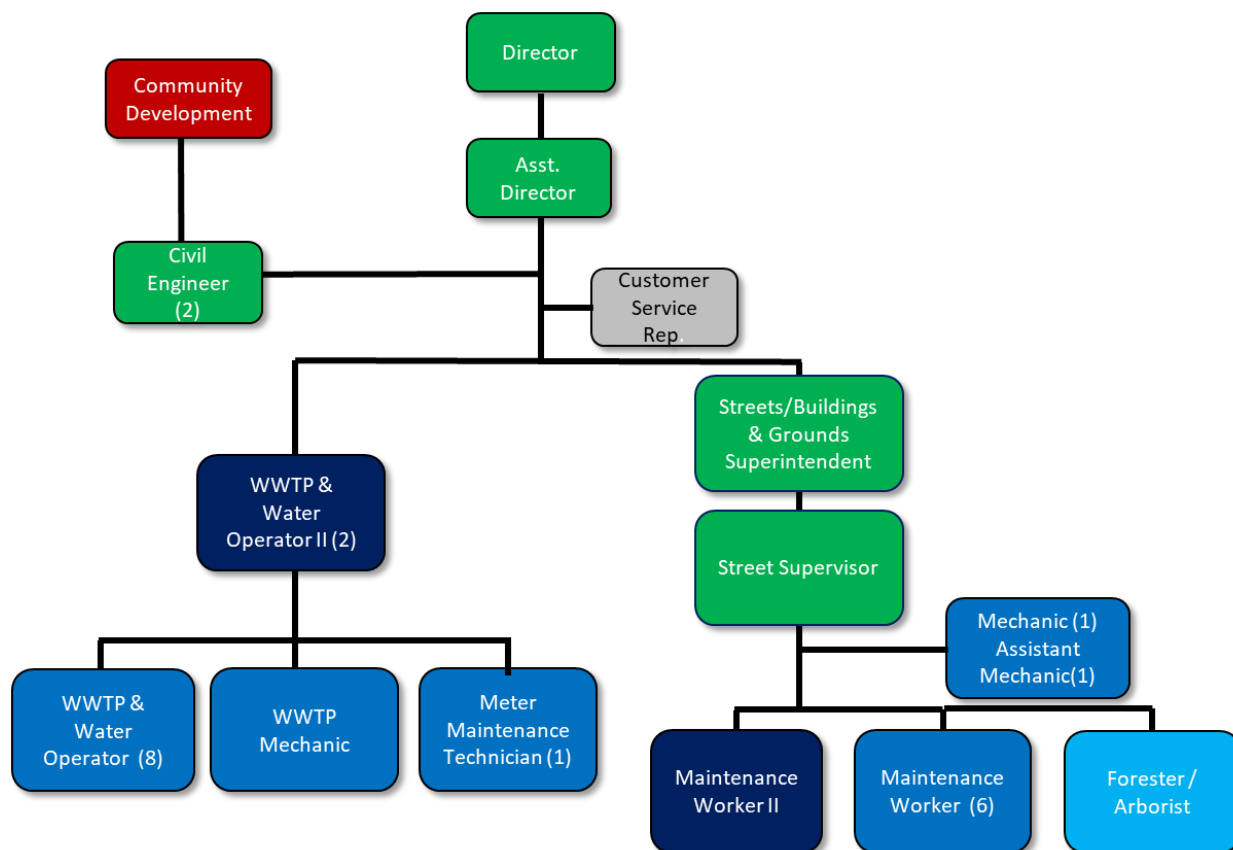 Director
Community
Development
Asst.
Director
Civil
Engineer
(2)
Customer
Service
Rep.
Streets/Buildings
& Grounds
Superintendent
WWTP &
Water
Operator II (2)
Street Supervisor
Mechanic (1)
Assistant
Mechanic(1)
WWTP &
Water
Operator (8)
WWTP
Mechanic
Meter
Maintenance
Technician (1)
Maintenance
Worker II
Maintenance
Worker (6)
Forester /
Arborist